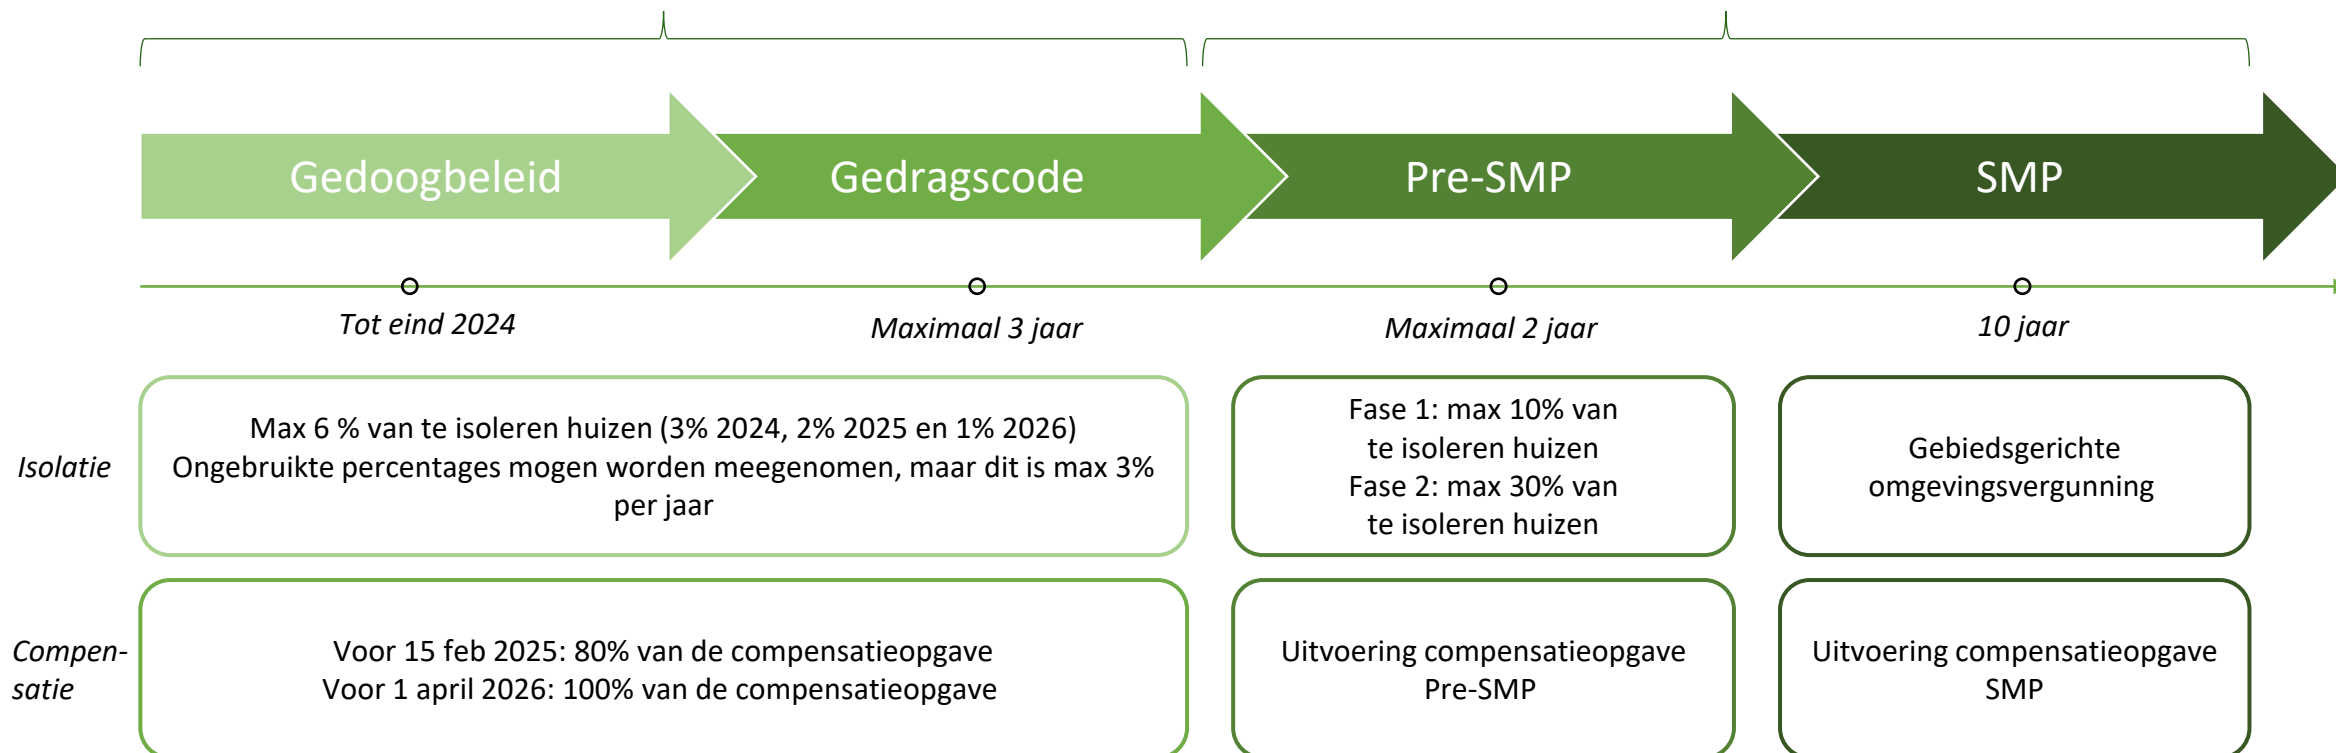 Gedoogbeleid
Gedragscode
Pre-SMP
SMP
Tot eind 2024
Maximaal 3 jaar
Maximaal 2 jaar
10 jaar
Isolatie
Max 6 % van te isoleren huizen (3% 2024, 2% 2025 en 1% 2026)
Ongebruikte percentages mogen worden meegenomen, maar dit is max 3%
per jaar
Fase 1: max 10% van
te isoleren huizen
Fase 2: max 30% van
te isoleren huizen
Gebiedsgerichte
omgevingsvergunning
Compen-
satie
Voor 15 feb 2025: 80% van de compensatieopgave
Voor 1 april 2026: 100% van de compensatieopgave
Uitvoering compensatieopgave
Pre-SMP
Uitvoering compensatieopgave
SMP